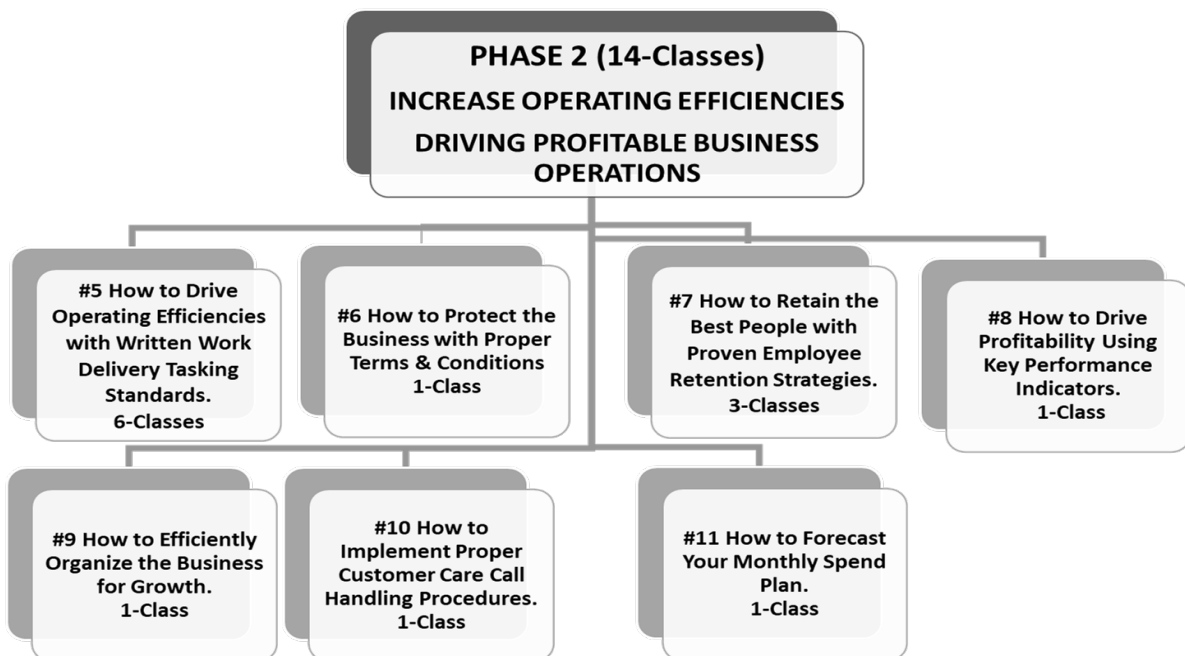 PHASE 2 (14-Classes)
INCREASE OPERATING EFFICIENCIES
DRIVING PROFITABLE BUSINESS
OPERATIONS
#5 How to Drive
Operating Efficiencies
with Written Work
Delivery Tasking
Standards.
6-Classes
#6 How to Protect the
Business with Proper
Terms & Conditions
1-Class
#7 How to Retain the
Best People with
Proven Employee
Retention Strategies.
3-Classes
#8 How to Drive
Profitability Using
Key Performance
Indicators.
1-Class
#9 How to Efficiently
Organize the Business
for Growth.
1-Class
#10 How to
Implement Proper
Customer Care Call
Handling Procedures.
1-Class
#11 How to Forecast
Your Monthly Spend
Plan.
1-Class